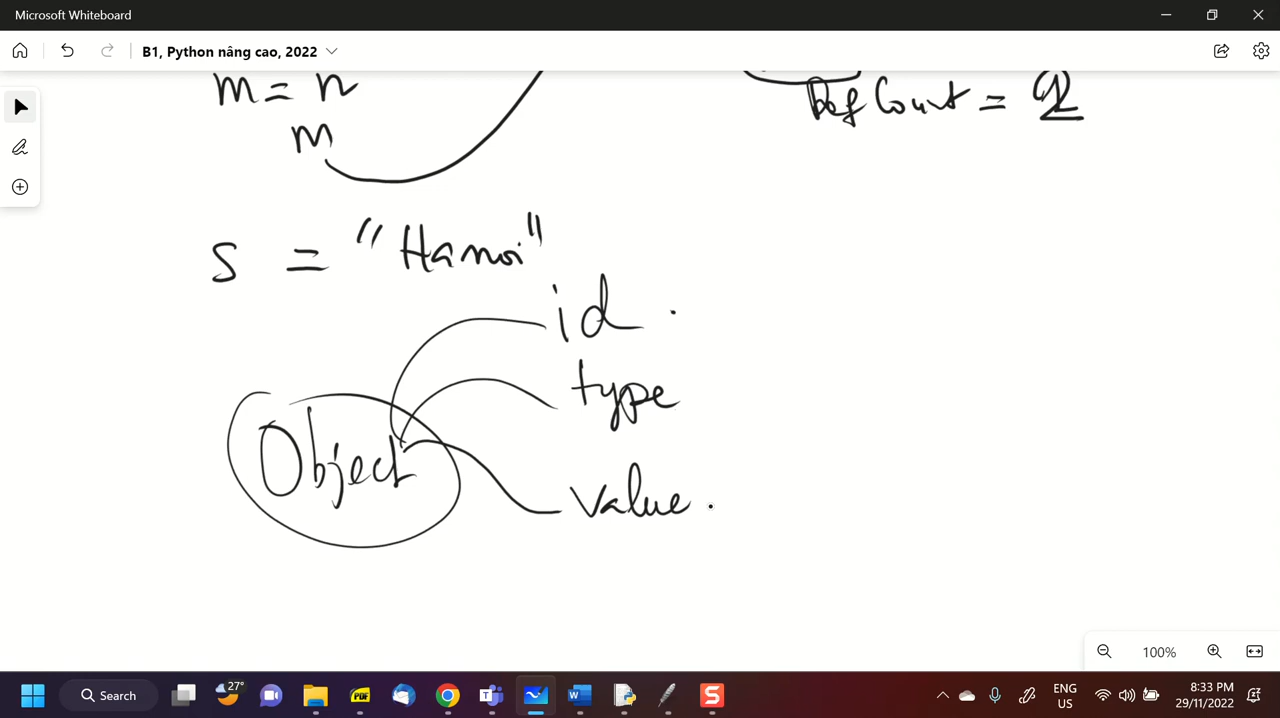 Microsoft Whiteboard
B1, Python nâng cao, 2022
m = n
Ref Count =
m
s = "Hanoi"
id
type
Object
value
100%
27°
Search
PDF
ENG
US
8:33 PM
29/11/2022